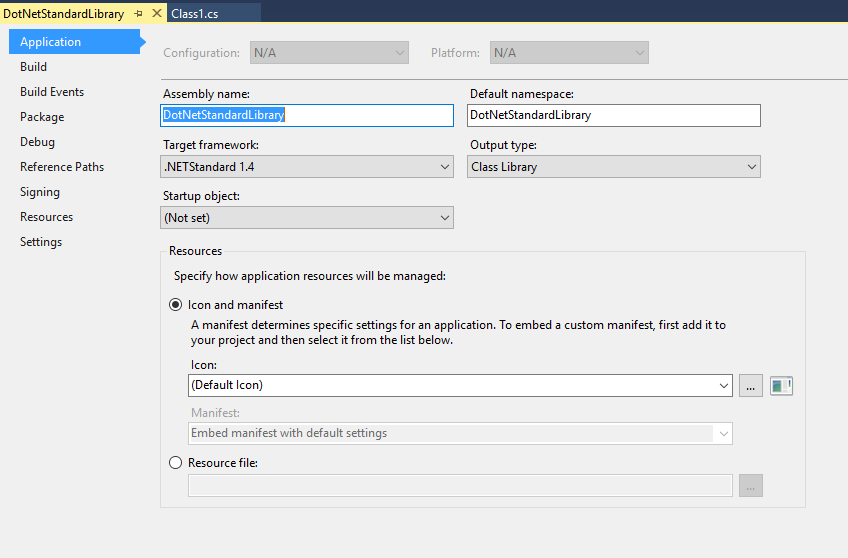 DotNetStandardLibrary
Class1.cs
Application
Build
Build Events
Package
Debug
Reference Paths
Signing
Resources
Settings
Configuration: N/A Platform: N/A
Assembly name: Default namespace:
DotNetStandardLibrary DotNetStandardLibrary
Target framework: Output type:
.NETStandard 1.4 Class Library
Startup object:
(Not set)
Resources
Specify how application resources will be managed:
Icon and manifest
A manifest determines specific settings for an application. To embed a custom manifest, first add it to
your project and then select it from the list below.
Icon:
(Default Icon) ...
Manifest:
Embed manifest with default settings
Resource file:
...